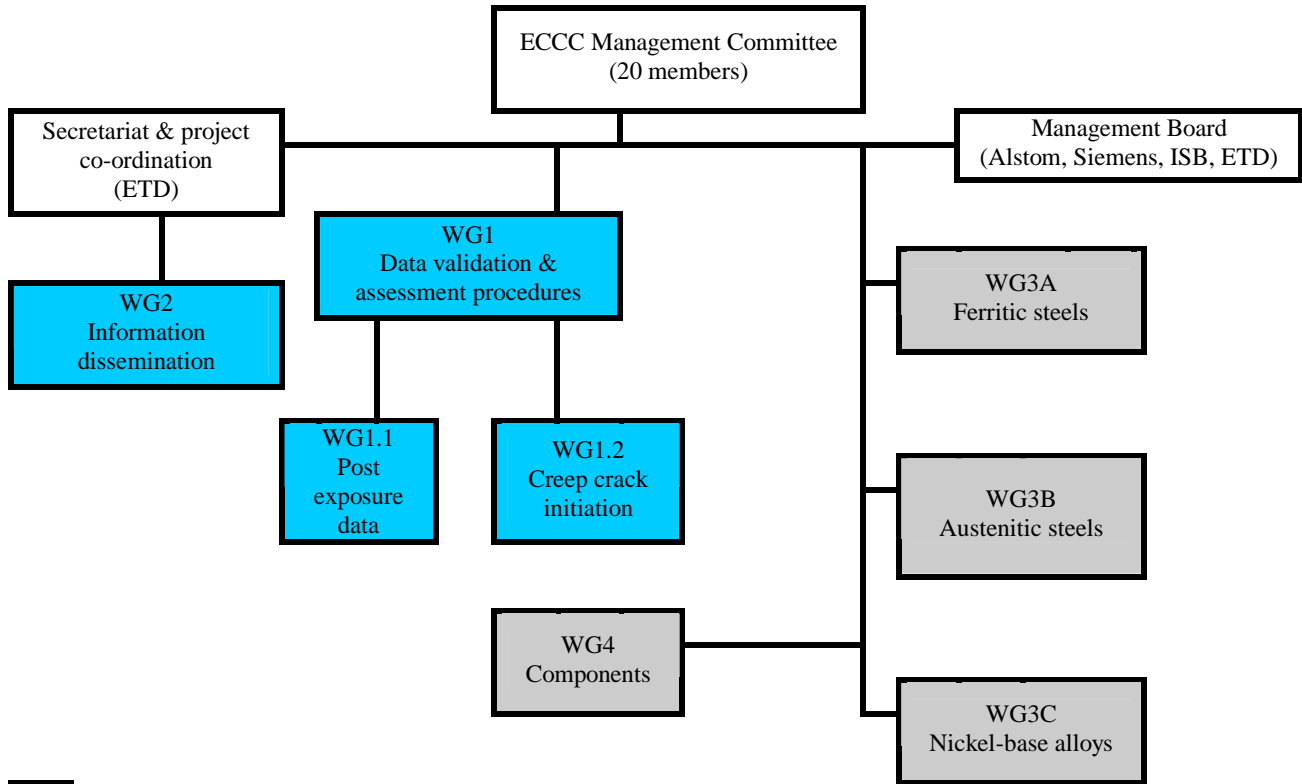 ECCC Management Committee
(20 members)
Secretariat & project
co-ordination
(ETD)
Management Board
(Alstom, Siemens, ISB, ETD)
WG1
Data validation &
assessment procedures
WG2
Information
dissemination
WG3A
Ferritic steels
WG1.1
Post
exposure
data
WG1.2
Creep crack
initiation
WG3B
Austenitic steels
WG4
Components
WG3C
Nickel-base alloys